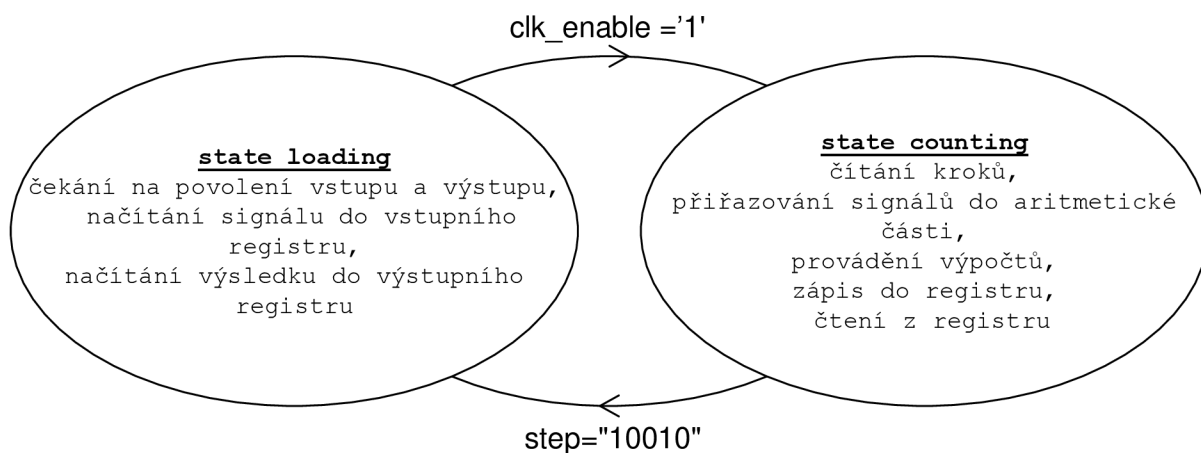 clk_enable ='1'
state loading
čekání na povolení vstupu a výstupu,
načítání signálu do vstupního
registru,
načítání výsledku do výstupního
registru
state counting
čítání kroků,
přiřazování signálů do aritmetické
části,
provádění výpočtů,
zápis do registru,
čtení z registru
step="10010"